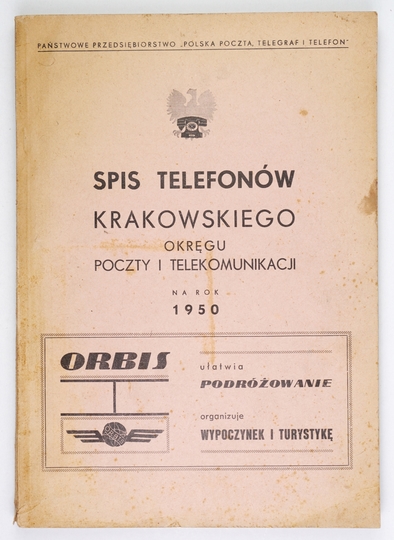 PAŃSTWOWE PRZEDSIĘBIORSTWO „POLSKA POCZTA, TELEGRAF I TELEFON"
SPIS TELEFONÓW
KRAKOWSKIEGO
OKRĘGU
POCZTY I TELEKOMUNIKACJI
NA ROK
1950
ORBIS
ułatwia
PODRÓŻOWANIE
organizuje
WYPOCZYNEK I TURYSTYKĘ